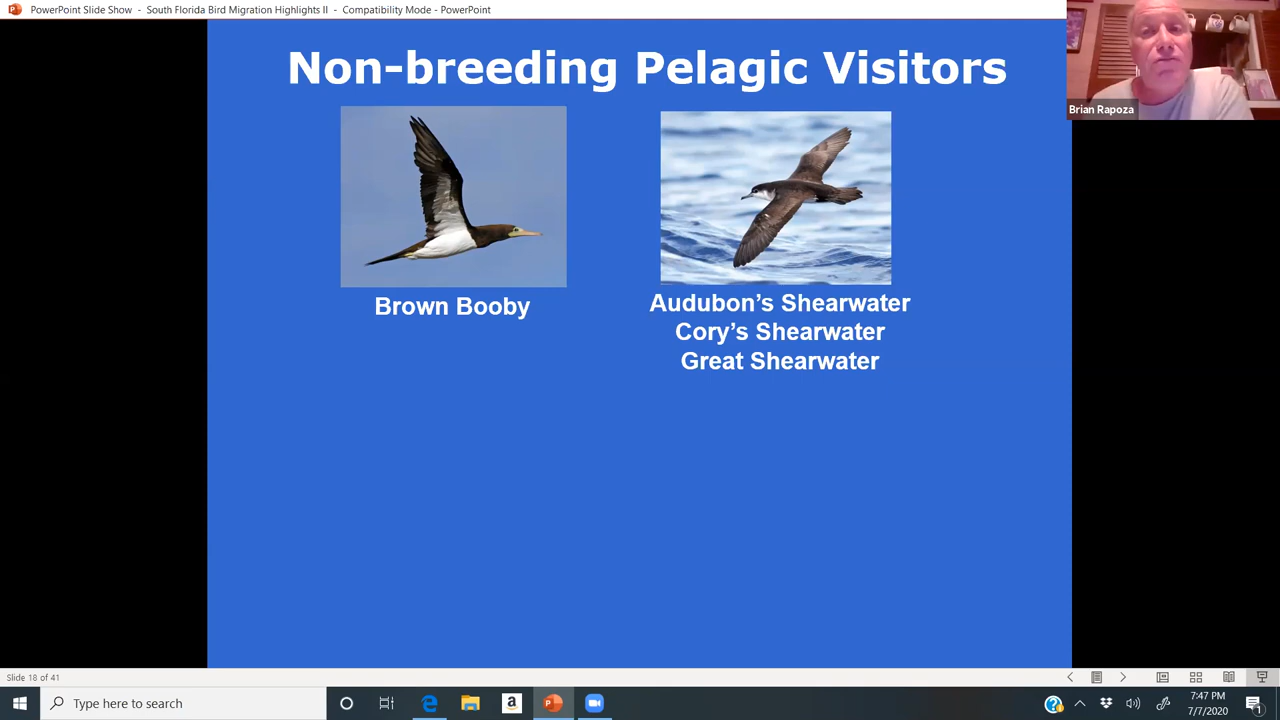 PowerPoint Slide Show - South Florida Bird Migration Highlights II - Compatibility Mode - PowerPoint
Non-breeding Pelagic Visitors
Brian Rapoza
Brown Booby
Audubon’s Shearwater
Cory’s Shearwater
Great Shearwater
Slide 18 of 41
Type here to search
7:47 PM
7/7/2020
1